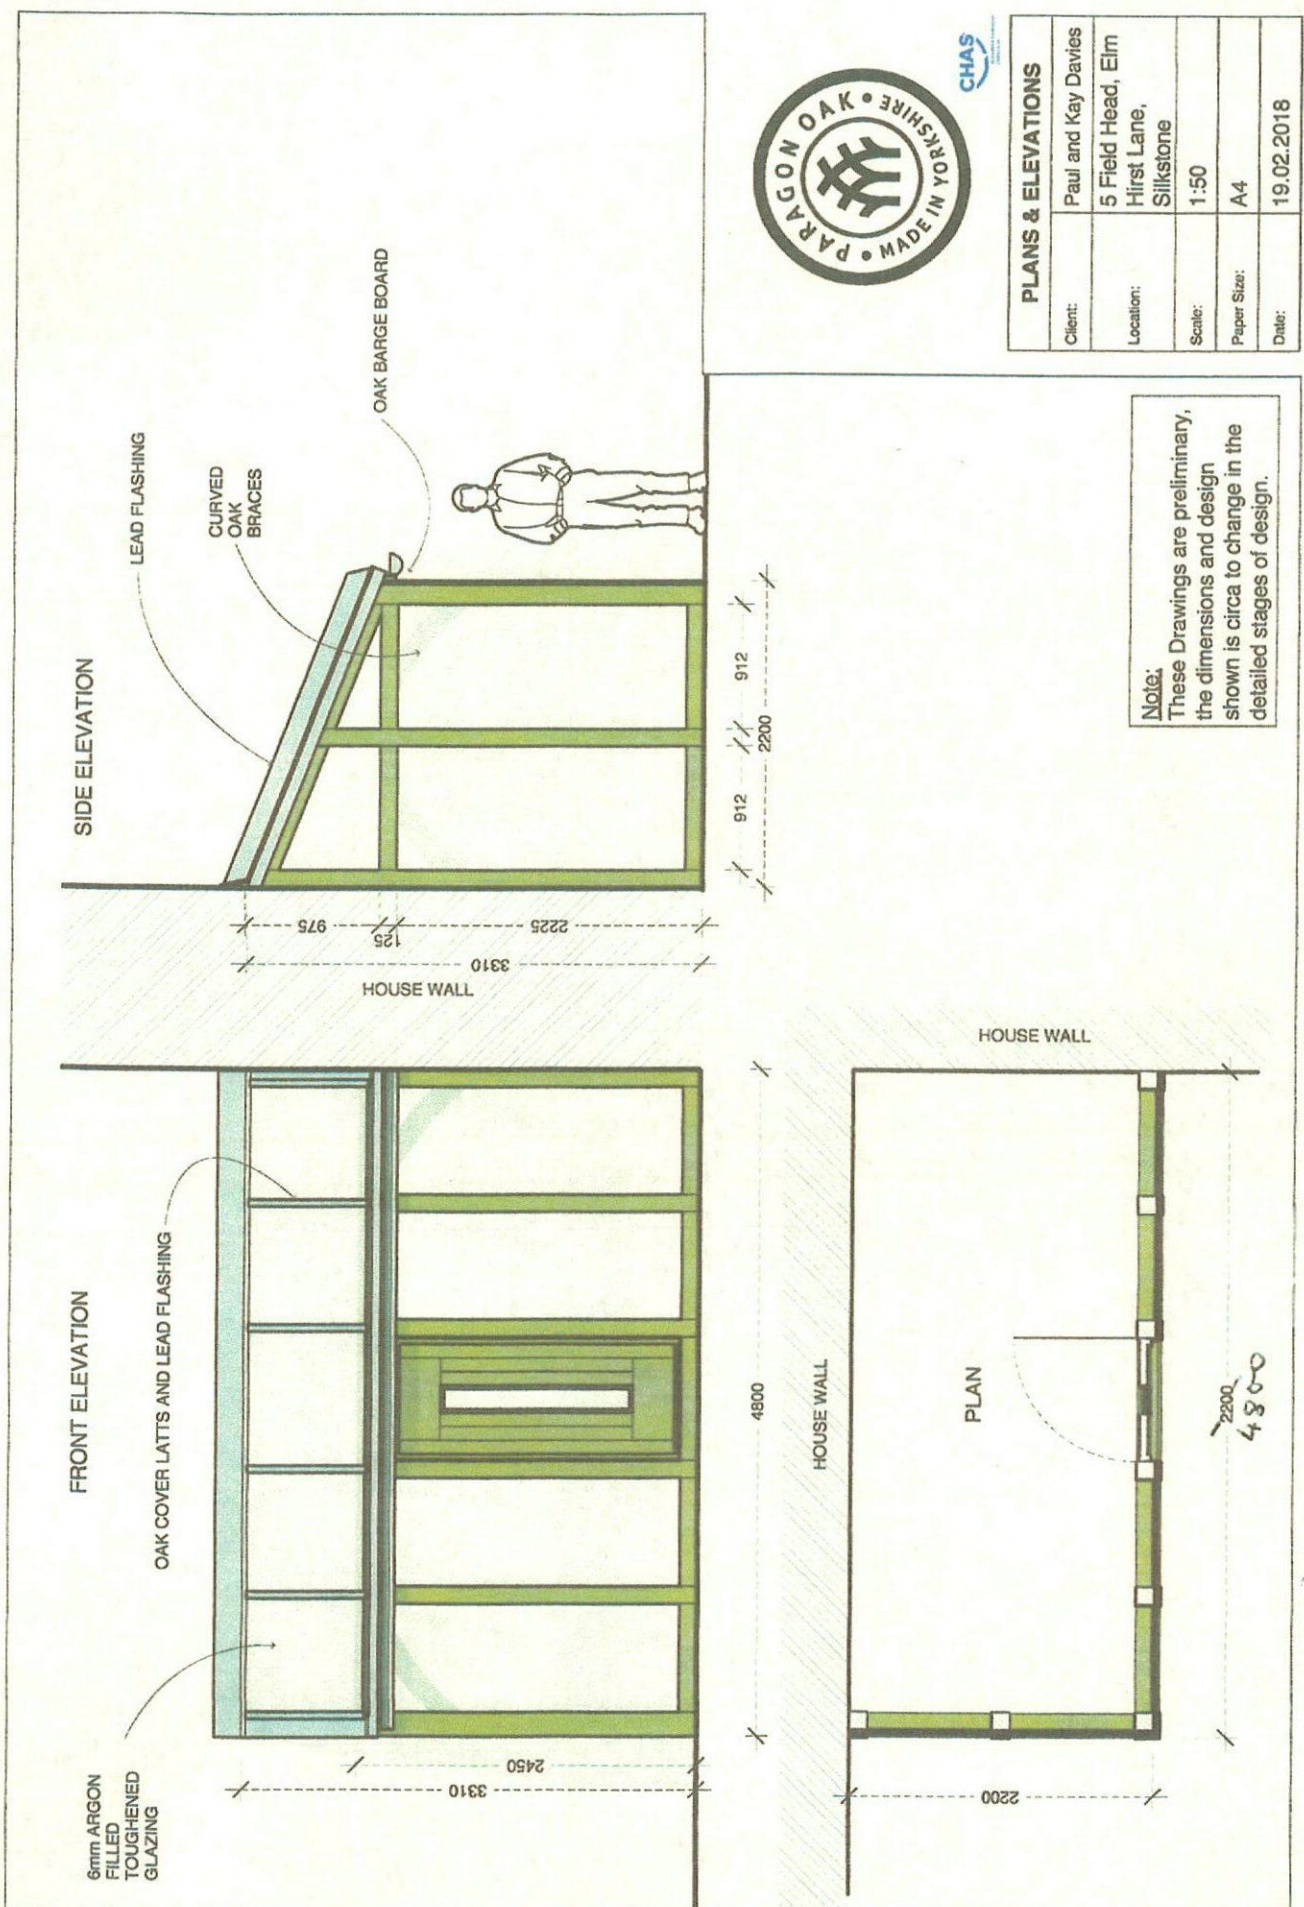 FRONT ELEVATION
6mm ARGON
FILLED
TOUGHENED
GLAZING
OAK COVER LATTS AND LEAD FLASHING
3310
2450
4800
SIDE ELEVATION
LEAD FLASHING
CURVED
OAK
BRACES
OAK BARGE BOARD
975
125
2225
3310
HOUSE WALL
912
912
2200
HOUSE WALL
HOUSE WALL
PLAN
2200
2200
4800
Note:
These Drawings are preliminary,
the dimensions and design
shown is circa to change in the
detailed stages of design.
PARAGON OAK • MADE IN YORKSHIRE •
CHAS
PLANS & ELEVATIONS
Client: Paul and Kay Davies
Location: 5 Field Head, Elm
Hirst Lane,
Silkstone
Scale: 1:50
Paper Size: A4
Date: 19.02.2018